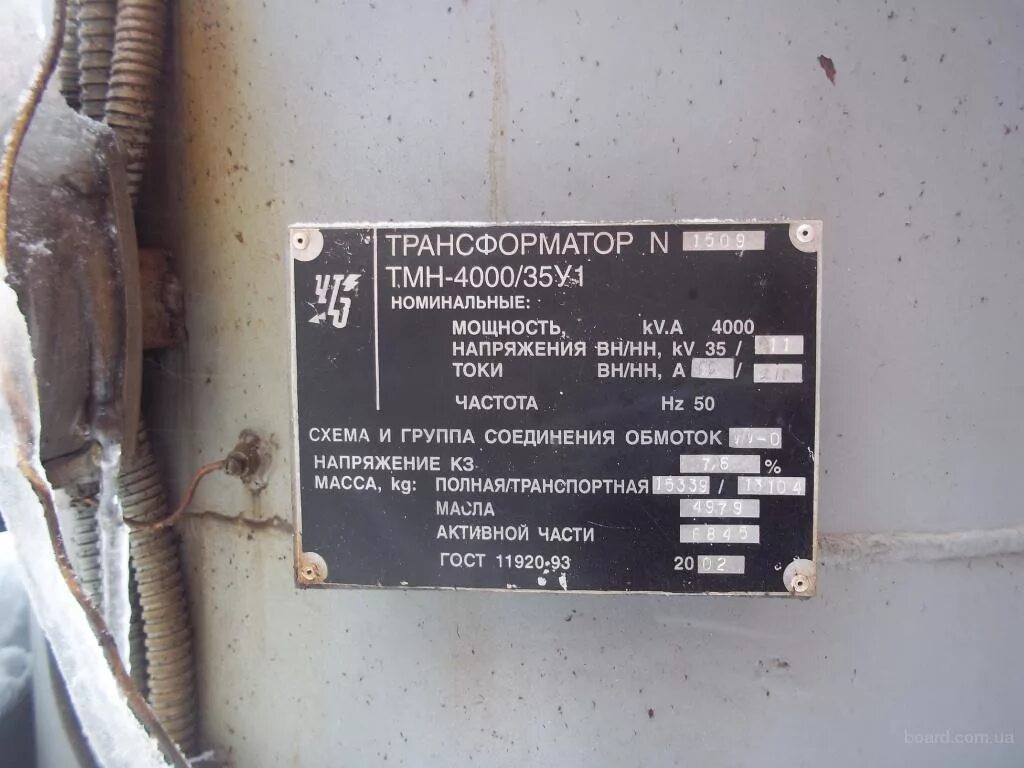 ТРАНСФОРМАТОР N 1509
ТМН-4000/35У1
НОМИНАЛЬНЫЕ:
МОЩНОСТЬ, kV.A 4000
НАПРЯЖЕНИЯ ВН/НН, kV 35 / 11
ТОКИ ВН/НН, А /
ЧАСТОТА Hz 50
СХЕМА И ГРУППА СОЕДИНЕНИЯ ОБМОТОК
НАПРЯЖЕНИЕ КЗ 7,6 %
МАССА, kg: ПОЛНАЯ/ТРАНСПОРТНАЯ 15339 / 13104
МАСЛА 4979
АКТИВНОЙ ЧАСТИ 6845
ГОСТ 11920-93 2002
board.com.ua